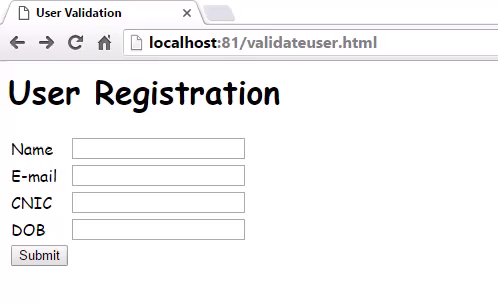 User Validation
localhost:81/validateuser.html
User Registration
Name
E-mail
CNIC
DOB
Submit